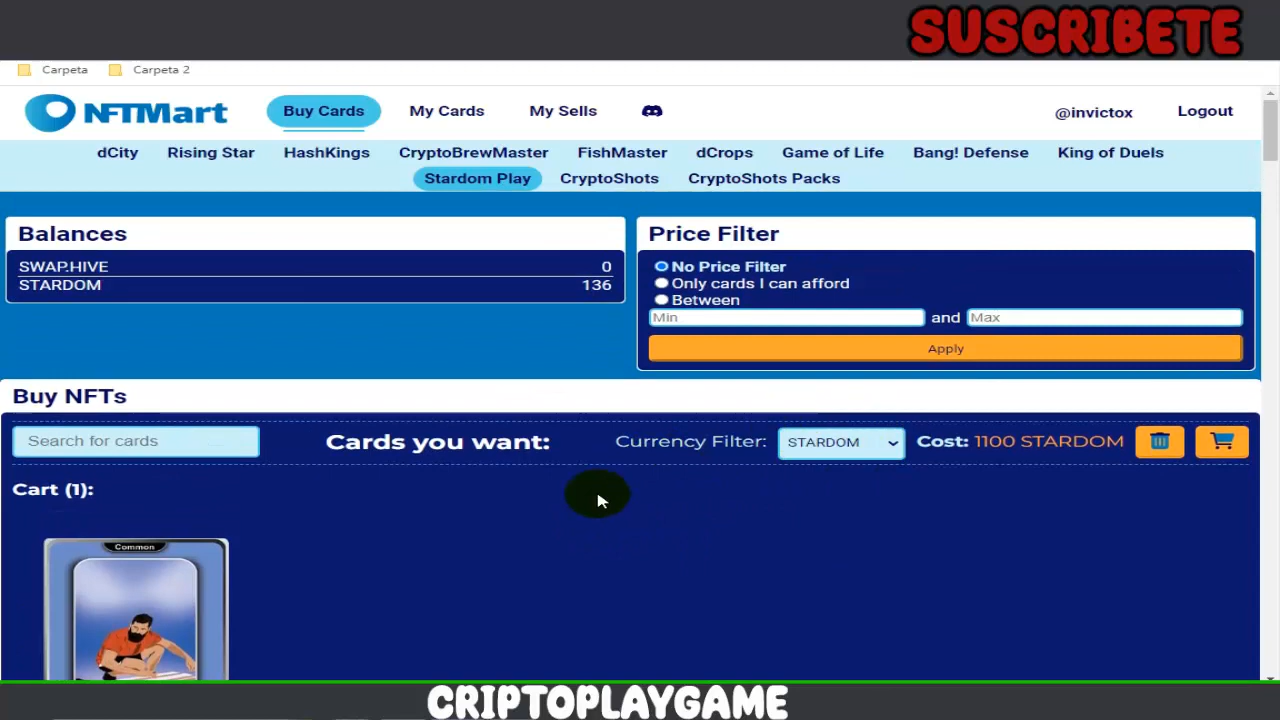 SUSCRIBETE
Carpeta Carpeta 2
NFTMart Buy Cards My Cards My Sells @invictox Logout
dCity Rising Star HashKings CryptoBrewMaster FishMaster dCrops Game of Life Bang! Defense King of Duels
Stardom Play CryptoShots CryptoShots Packs
Balances
SWAP.HIVE 0
STARDOM 136
Price Filter
No Price Filter
Only cards I can afford
Between
Min and Max
Apply
Buy NFTs
Search for cards Cards you want: Currency Filter: STARDOM Cost: 1100 STARDOM
Cart (1):
Common
CRIPTOPLAYGAME